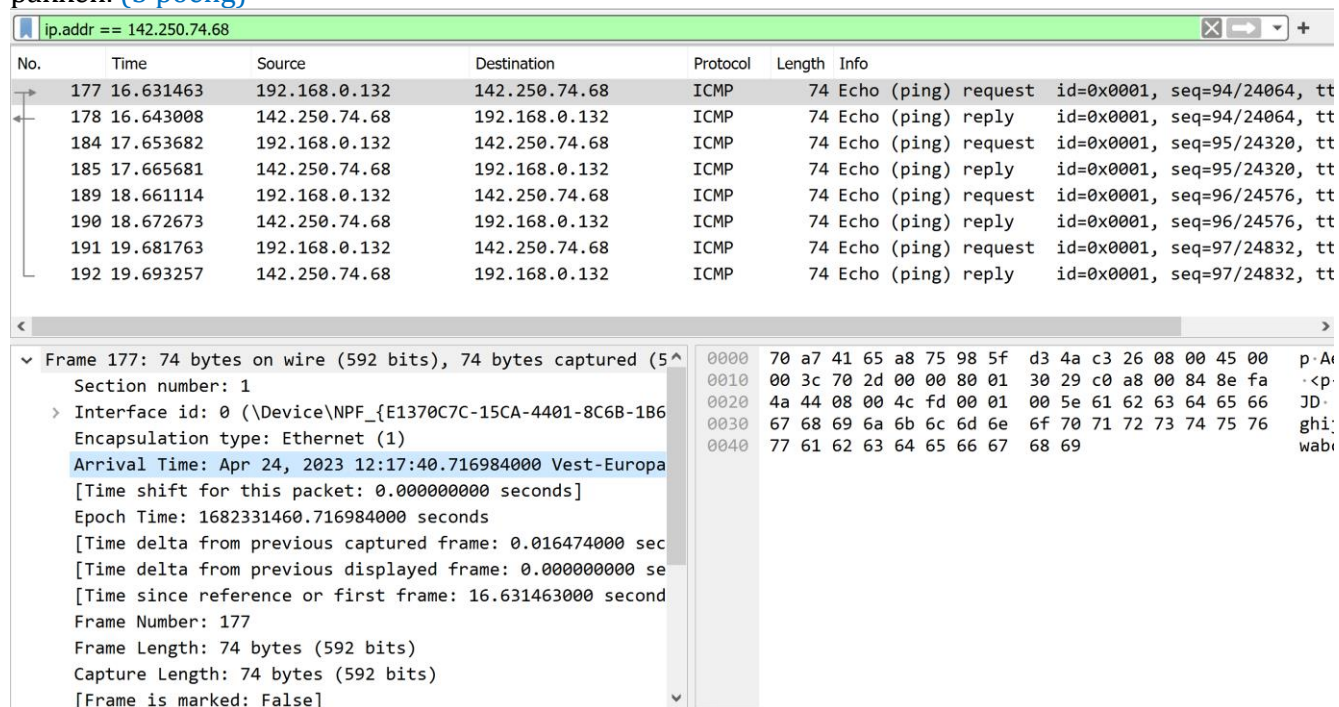 (5 poeng)
ip.addr == 142.250.74.68
No. Time Source Destination Protocol Length Info
177 16.631463 192.168.0.132 142.250.74.68 ICMP 74 Echo (ping) request id=0x0001, seq=94/24064, tt
178 16.643008 142.250.74.68 192.168.0.132 ICMP 74 Echo (ping) reply id=0x0001, seq=94/24064, tt
184 17.653682 192.168.0.132 142.250.74.68 ICMP 74 Echo (ping) request id=0x0001, seq=95/24320, tt
185 17.665681 142.250.74.68 192.168.0.132 ICMP 74 Echo (ping) reply id=0x0001, seq=95/24320, tt
189 18.661114 192.168.0.132 142.250.74.68 ICMP 74 Echo (ping) request id=0x0001, seq=96/24576, tt
190 18.672673 142.250.74.68 192.168.0.132 ICMP 74 Echo (ping) reply id=0x0001, seq=96/24576, tt
191 19.681763 192.168.0.132 142.250.74.68 ICMP 74 Echo (ping) request id=0x0001, seq=97/24832, tt
192 19.693257 142.250.74.68 192.168.0.132 ICMP 74 Echo (ping) reply id=0x0001, seq=97/24832, tt
Frame 177: 74 bytes on wire (592 bits), 74 bytes captured (5
Section number: 1
Interface id: 0 (\Device\NPF_{E1370C7C-15CA-4401-8C6B-1B6
Encapsulation type: Ethernet (1)
Arrival Time: Apr 24, 2023 12:17:40.716984000 Vest-Europa
[Time shift for this packet: 0.000000000 seconds]
Epoch Time: 1682331460.716984000 seconds
[Time delta from previous captured frame: 0.016474000 sec
[Time delta from previous displayed frame: 0.000000000 se
[Time since reference or first frame: 16.631463000 second
Frame Number: 177
Frame Length: 74 bytes (592 bits)
Capture Length: 74 bytes (592 bits)
[Frame is marked: False]
0000 70 a7 41 65 a8 75 98 5f d3 4a c3 26 08 00 45 00 p·Ae
0010 00 3c 70 2d 00 00 80 01 30 29 c0 a8 00 84 8e fa ·<p-
0020 4a 44 08 00 4c fd 00 01 00 5e 61 62 63 64 65 66 JD·
0030 67 68 69 6a 6b 6c 6d 6e 6f 70 71 72 73 74 75 76 ghij
0040 77 61 62 63 64 65 66 67 68 69 wabc